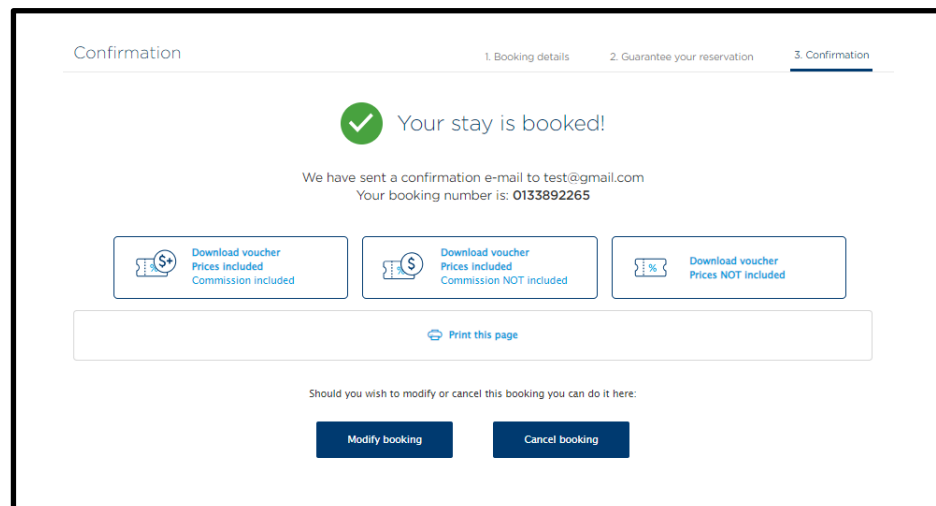 Confirmation
1. Booking details
2. Guarantee your reservation
3. Confirmation
Your stay is booked!
We have sent a confirmation e-mail to test@gmail.com
Your booking number is: 0133892265
$+
%
Download voucher
Prices included
Commission included
$
%
Download voucher
Prices included
Commission NOT included
%
Download voucher
Prices NOT included
Print this page
Should you wish to modify or cancel this booking you can do it here:
Modify booking
Cancel booking